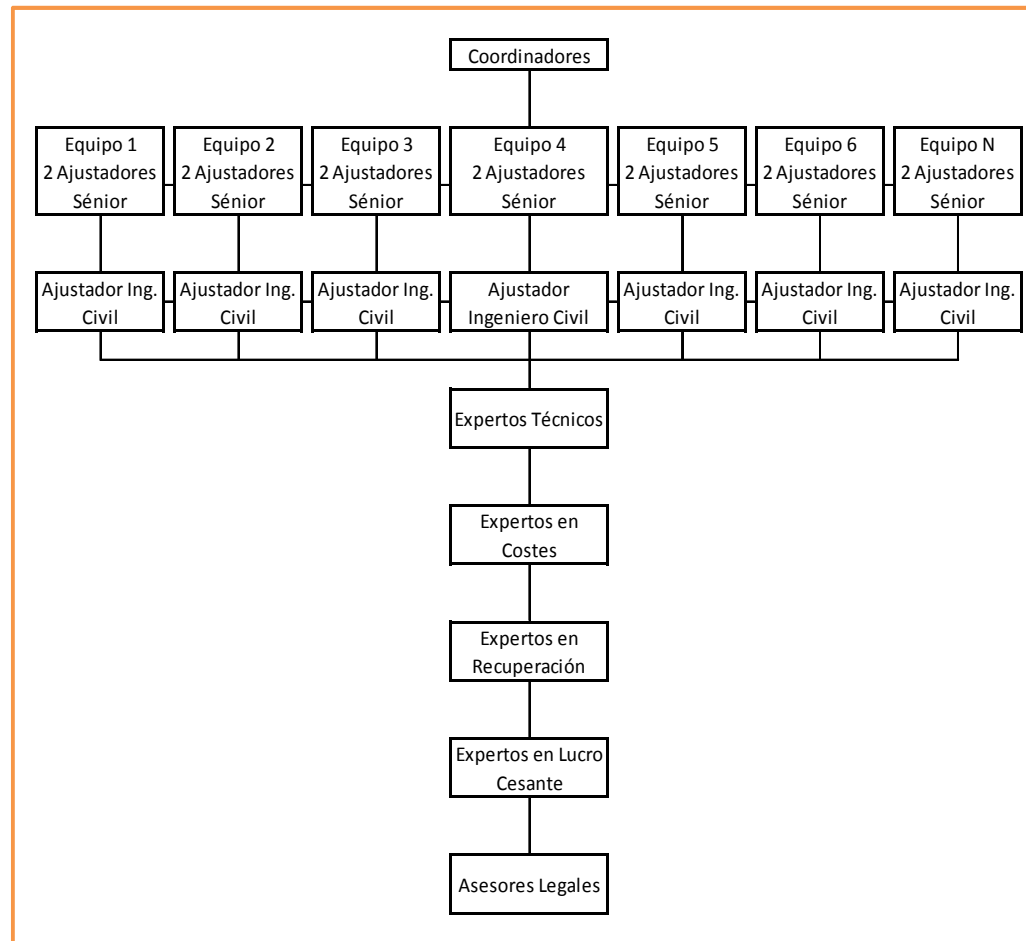 Coordinadores
Equipo 1
2 Ajustadores
Sénior
Equipo 2
2 Ajustadores
Sénior
Equipo 3
2 Ajustadores
Sénior
Equipo 4
2 Ajustadores
Sénior
Equipo 5
2 Ajustadores
Sénior
Equipo 6
2 Ajustadores
Sénior
Equipo N
2 Ajustadores
Sénior
Ajustador Ing.
Civil
Ajustador Ing.
Civil
Ajustador Ing.
Civil
Ajustador
Ingeniero Civil
Ajustador Ing.
Civil
Ajustador Ing.
Civil
Ajustador Ing.
Civil
Expertos Técnicos
Expertos en
Costes
Expertos en
Recuperación
Expertos en Lucro
Cesante
Asesores Legales